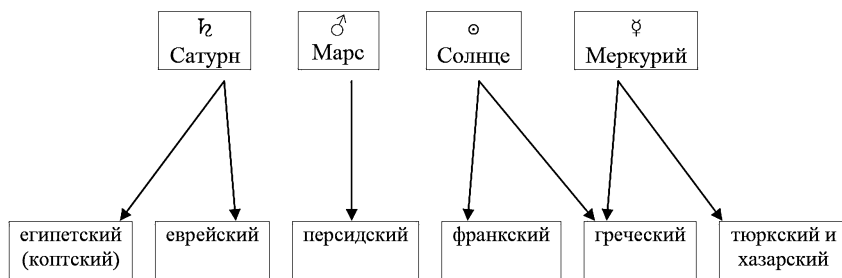 ♄
Сатурн
♂
Марс
☉
Солнце
☿
Меркурий
египетский
(коптский)
еврейский
персидский
франкский
греческий
тюркский и
хазарский